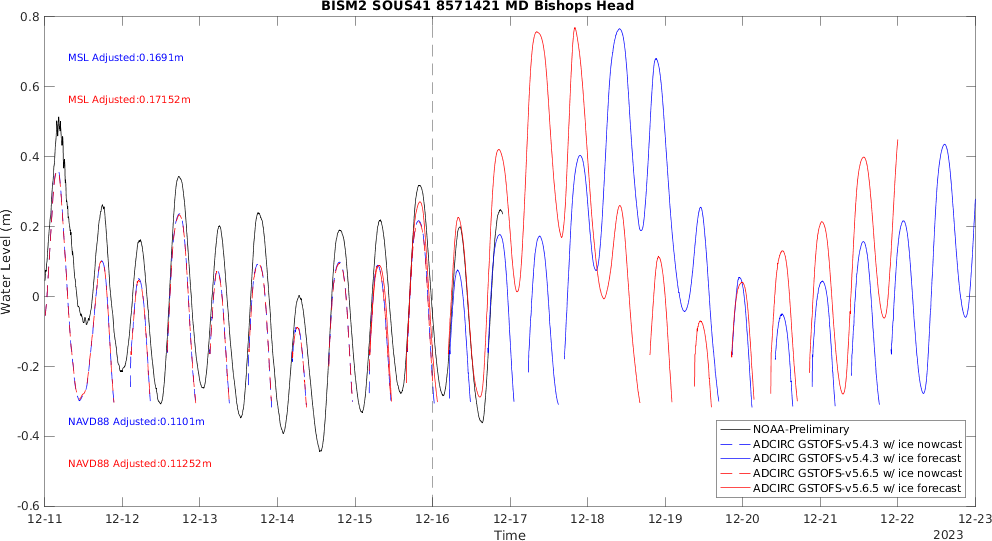 BISM2 SOUS41 8571421 MD Bishops Head
0.8
0.6
0.4
0.2
0
-0.2
-0.4
-0.6
Water Level (m)
MSL Adjusted:0.1691m
MSL Adjusted:0.17152m
NAVD88 Adjusted:0.1101m
NAVD88 Adjusted:0.11252m
NOAA-Preliminary
ADCIRC GSTOFS-v5.4.3 w/ ice nowcast
ADCIRC GSTOFS-v5.4.3 w/ ice forecast
ADCIRC GSTOFS-v5.6.5 w/ ice nowcast
ADCIRC GSTOFS-v5.6.5 w/ ice forecast
12-11 12-12 12-13 12-14 12-15 12-16 12-17 12-18 12-19 12-20 12-21 12-22 12-23
Time
2023